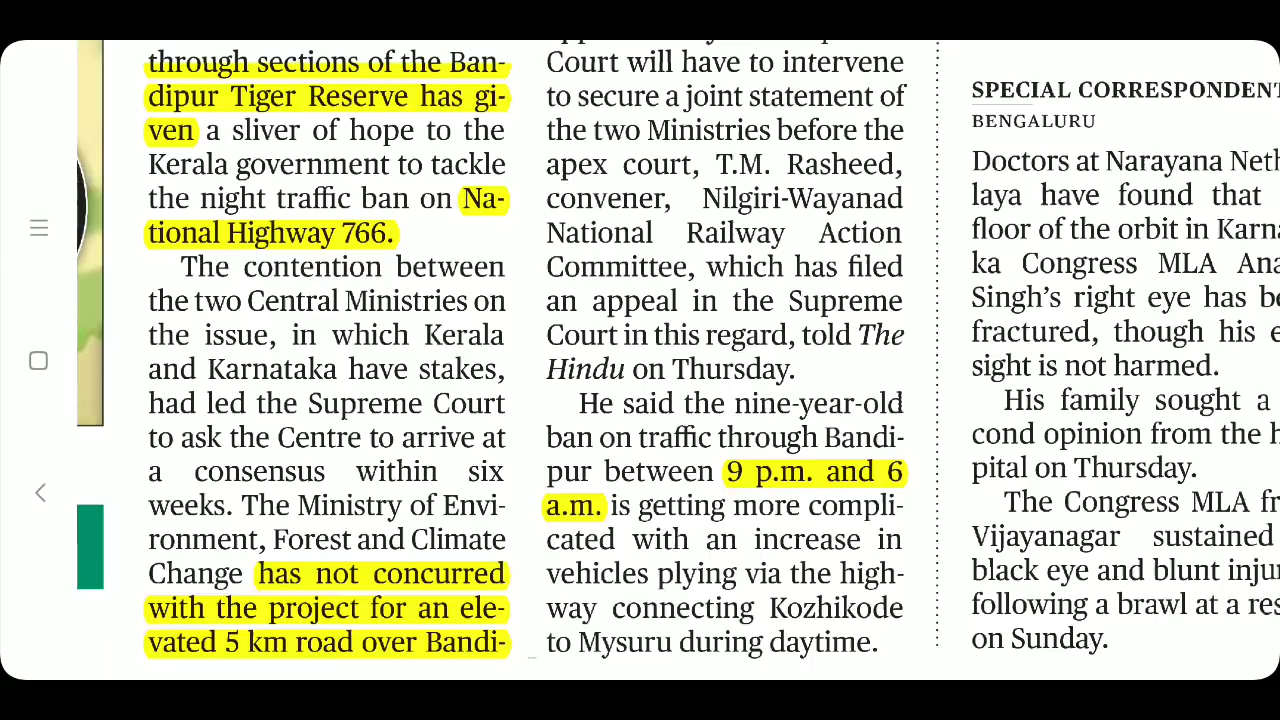 through sections of the Ban-
dipur Tiger Reserve has gi-
ven a sliver of hope to the
Kerala government to tackle
the night traffic ban on Na-
tional Highway 766.
The contention between
the two Central Ministries on
the issue, in which Kerala
and Karnataka have stakes,
had led the Supreme Court
to ask the Centre to arrive at
a consensus within six
weeks. The Ministry of Envi-
ronment, Forest and Climate
Change has not concurred
with the project for an ele-
vated 5 km road over Bandi-
Court will have to intervene
to secure a joint statement of
the two Ministries before the
apex court, T.M. Rasheed,
convener, Nilgiri-Wayanad
National Railway Action
Committee, which has filed
an appeal in the Supreme
Court in this regard, told The
Hindu on Thursday.
He said the nine-year-old
ban on traffic through Bandi-
pur between 9 p.m. and 6
a.m. is getting more compli-
cated with an increase in
vehicles plying via the high-
way connecting Kozhikode
to Mysuru during daytime.
SPECIAL CORRESPONDENT
BENGALURU
Doctors at Narayana Neth
laya have found that
floor of the orbit in Karna
ka Congress MLA Ana
Singh's right eye has be
fractured, though his e
sight is not harmed.
His family sought a
cond opinion from the h
pital on Thursday.
The Congress MLA fr
Vijayanagar sustained
black eye and blunt inju
following a brawl at a res
on Sunday.